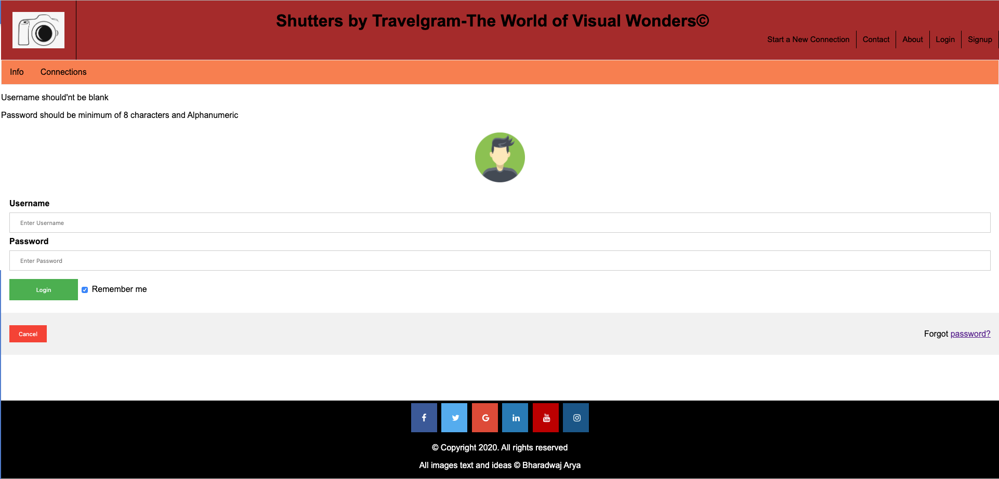 Shutters by Travelgram-The World of Visual Wonders©
Start a New Connection Contact About Login Signup
Info Connections
Username should'nt be blank
Password should be minimum of 8 characters and Alphanumeric
Username
Enter Username
Password
Enter Password
Login Remember me
Cancel Forgot password?
You Tube
© Copyright 2020. All rights reserved
All images text and ideas © Bharadwaj Arya